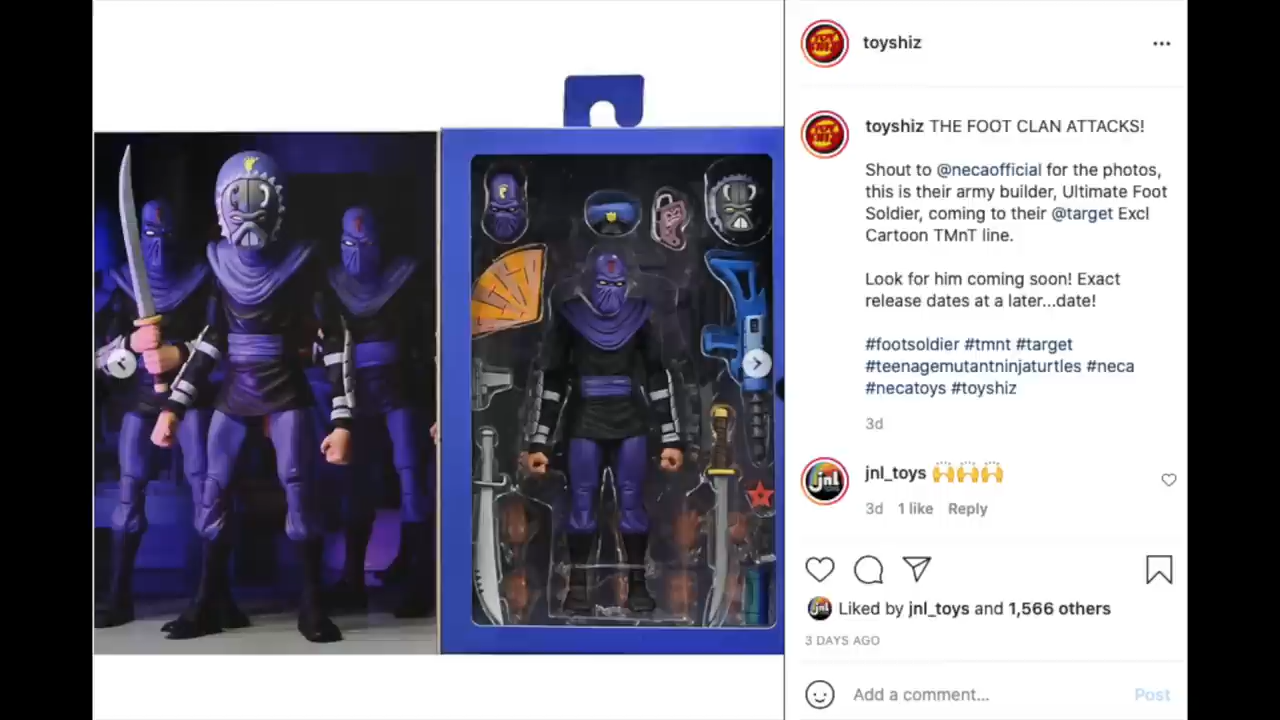 toyshiz
toyshiz THE FOOT CLAN ATTACKS!
Shout to @necaofficial for the photos,
this is their army builder, Ultimate Foot
Soldier, coming to their @target Excl
Cartoon TMnT line.
Look for him coming soon! Exact
release dates at a later...date!
#footsoldier #tmnt #target
#teenagemutantninjaturtles #neca
#necatoys #toyshiz
3d
jnl_toys 🙌🙌🙌
3d 1 like Reply
Liked by jnl_toys and 1,566 others
3 DAYS AGO
Add a comment... Post